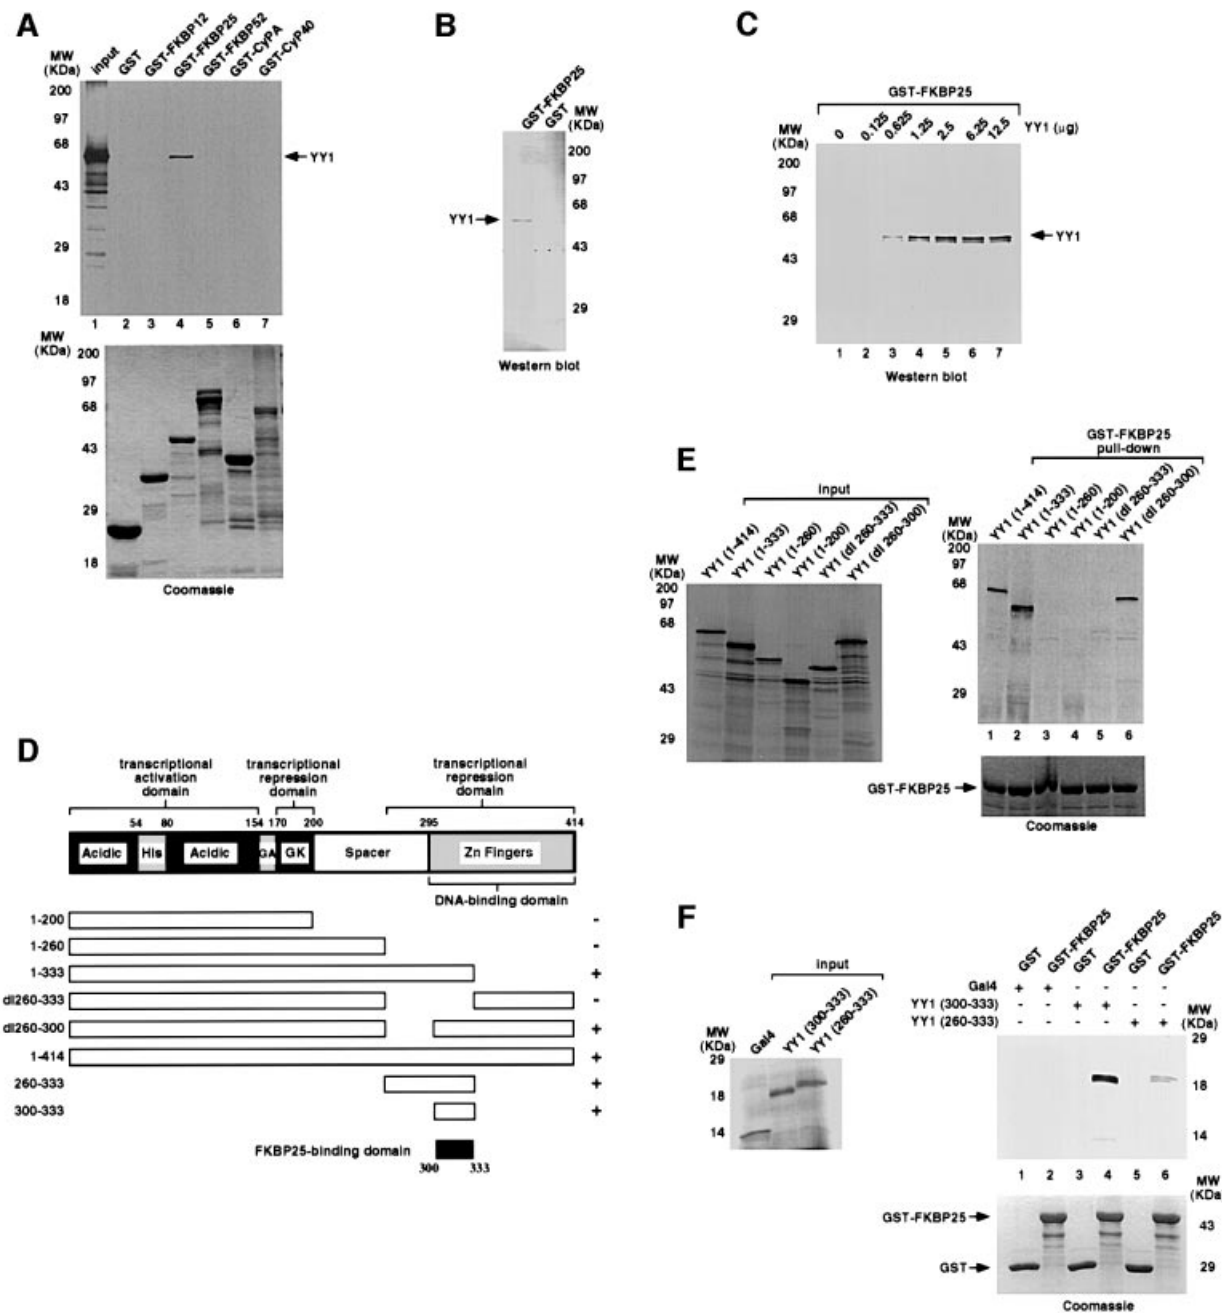 A
MW
(KDa)
input
GST
GST-FKBP12
GST-FKBP25
GST-FKBP52
GST-CyPA
GST-CyP40
200
97
68
43
29
18
YY1
1 2 3 4 5 6 7
MW
(KDa)
200
97
68
43
29
18
Coomassie
B
GST-FKBP25
GST
MW
(KDa)
200
97
68
43
29
YY1
Western blot
C
GST-FKBP25
MW
(KDa)
0 0.125 0.625 1.25 2.5 6.25 12.5 YY1 (µg)
200
97
68
43
29
YY1
1 2 3 4 5 6 7
Western blot
D
transcriptional
activation
domain
transcriptional
repression
domain
transcriptional
repression
domain
54 80 154 170 200 295 414
Acidic His Acidic GA GK Spacer Zn Fingers
DNA-binding domain
1-200 -
1-260 -
1-333 +
dl260-333 -
dl260-300 +
1-414 +
260-333 +
300-333 +
FKBP25-binding domain
300 333
E
input
MW
(KDa)
YY1 (1-414)
YY1 (1-333)
YY1 (1-260)
YY1 (1-200)
YY1 (dl 260-333)
YY1 (dl 260-300)
200
97
68
43
29
GST-FKBP25
pull-down
MW
(KDa)
YY1 (1-414)
YY1 (1-333)
YY1 (1-260)
YY1 (1-200)
YY1 (dl 260-333)
YY1 (dl 260-300)
200
97
68
43
29
1 2 3 4 5 6
GST-FKBP25
Coomassie
F
input
MW
(KDa)
Gal4
YY1 (300-333)
YY1 (260-333)
29
18
14
GST
GST-FKBP25
GST
GST-FKBP25
GST
GST-FKBP25
Gal4 + + - - - -
YY1 (300-333) - - + + - -
YY1 (260-333) - - - - + +
MW
(KDa)
29
18
14
1 2 3 4 5 6
MW
(KDa)
GST-FKBP25
43
GST
29
Coomassie